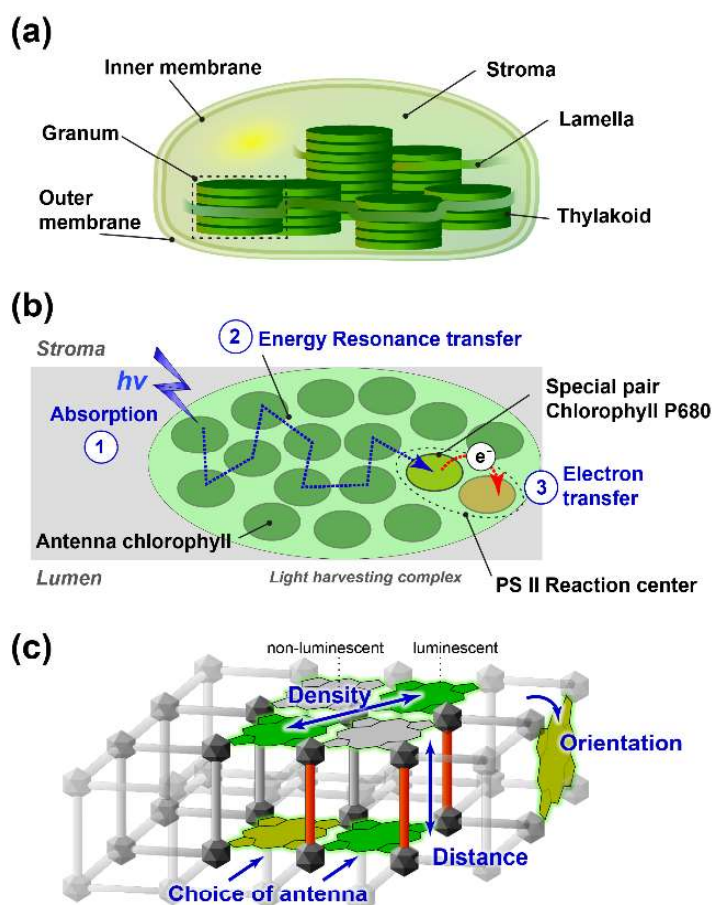 (a)
Inner membrane
Stroma
Granum
Lamella
Outer
membrane
Thylakoid
(b)
Stroma
2 Energy Resonance transfer
hv
Absorption
1
Special pair
Chlorophyll P680
e⁻
3 Electron
transfer
Antenna chlorophyll
Lumen
Light harvesting complex
PS II Reaction center
(c)
non-luminescent
luminescent
Density
Orientation
Distance
Choice of antenna